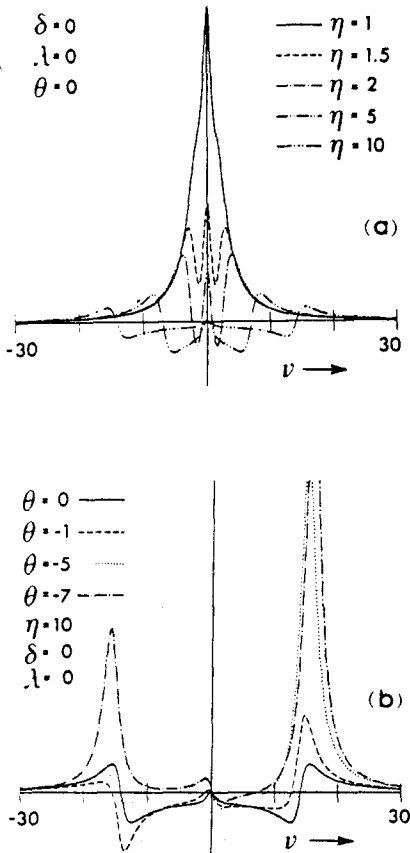 δ=0
λ=0
θ=0
η=1
η=1.5
η=2
η=5
η=10
(a)
-30
30
ν →
θ=0
θ=-1
θ=-5
θ=-7
η=10
δ=0
λ=0
(b)
-30
30
ν →